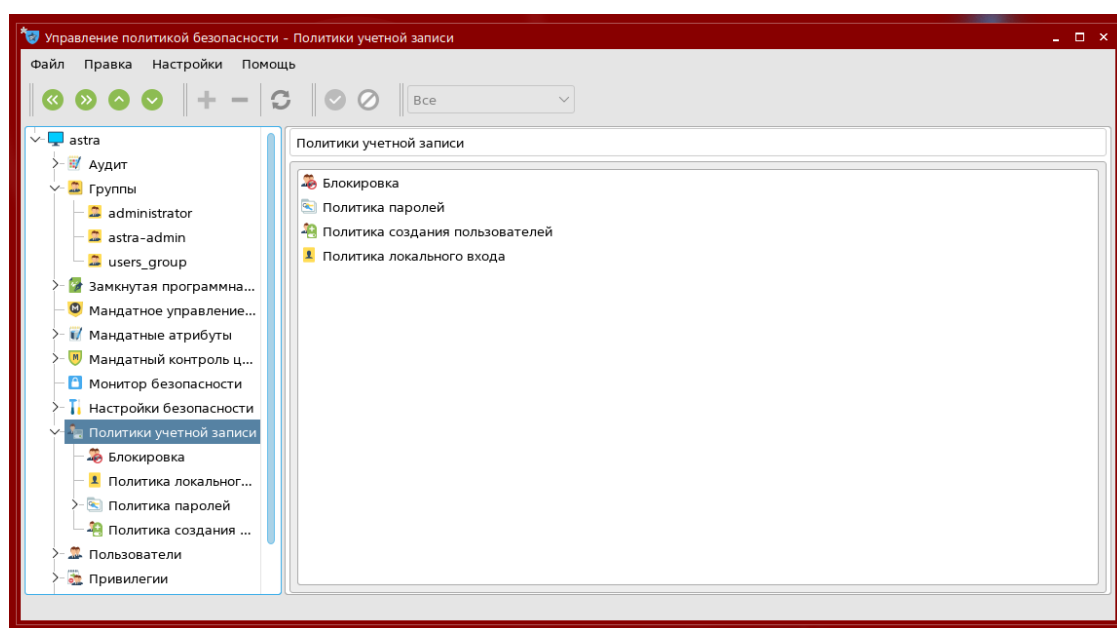 Управление политикой безопасности - Политики учетной записи
Файл Правка Настройки Помощь
Все
astra
Аудит
Группы
administrator
astra-admin
users_group
Замкнутая программна...
Мандатное управление...
Мандатные атрибуты
Мандатный контроль ц...
Монитор безопасности
Настройки безопасности
Политики учетной записи
Блокировка
Политика локальног...
Политика паролей
Политика создания ...
Пользователи
Привилегии
Политики учетной записи
Блокировка
Политика паролей
Политика создания пользователей
Политика локального входа